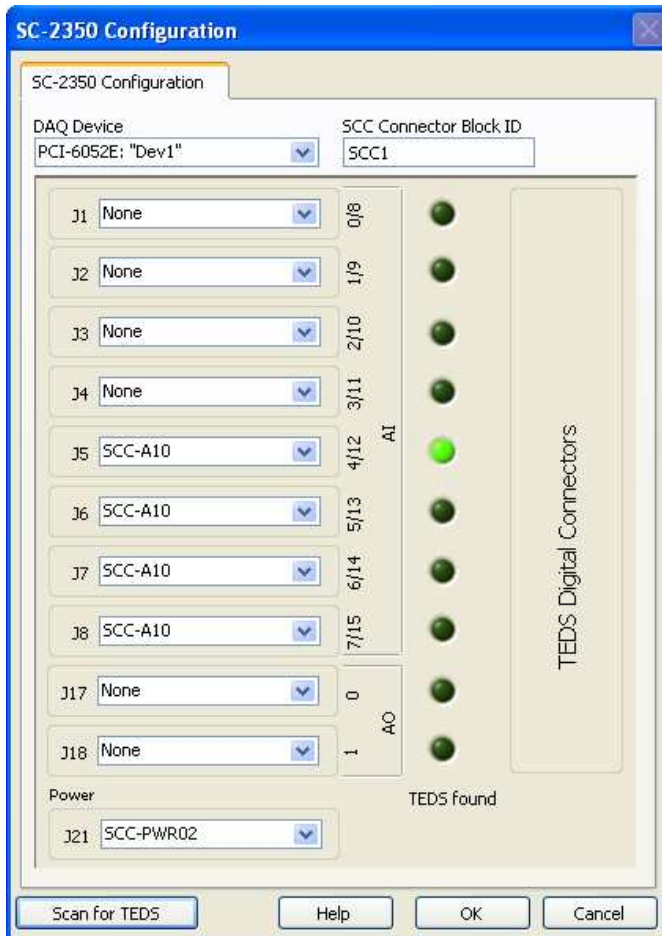 SC-2350 Configuration
SC-2350 Configuration
DAQ Device
SCC Connector Block ID
PCI-6052E: "Dev1"
SCC1
J1 None 0/8
J2 None 1/9
J3 None 2/10
J4 None 3/11
J5 SCC-A10 4/12
J6 SCC-A10 5/13
J7 SCC-A10 6/14
J8 SCC-A10 7/15
AI
J17 None 0
J18 None 1
AO
TEDS Digital Connectors
Power
TEDS found
J21 SCC-PWR02
Scan for TEDS
Help
OK
Cancel